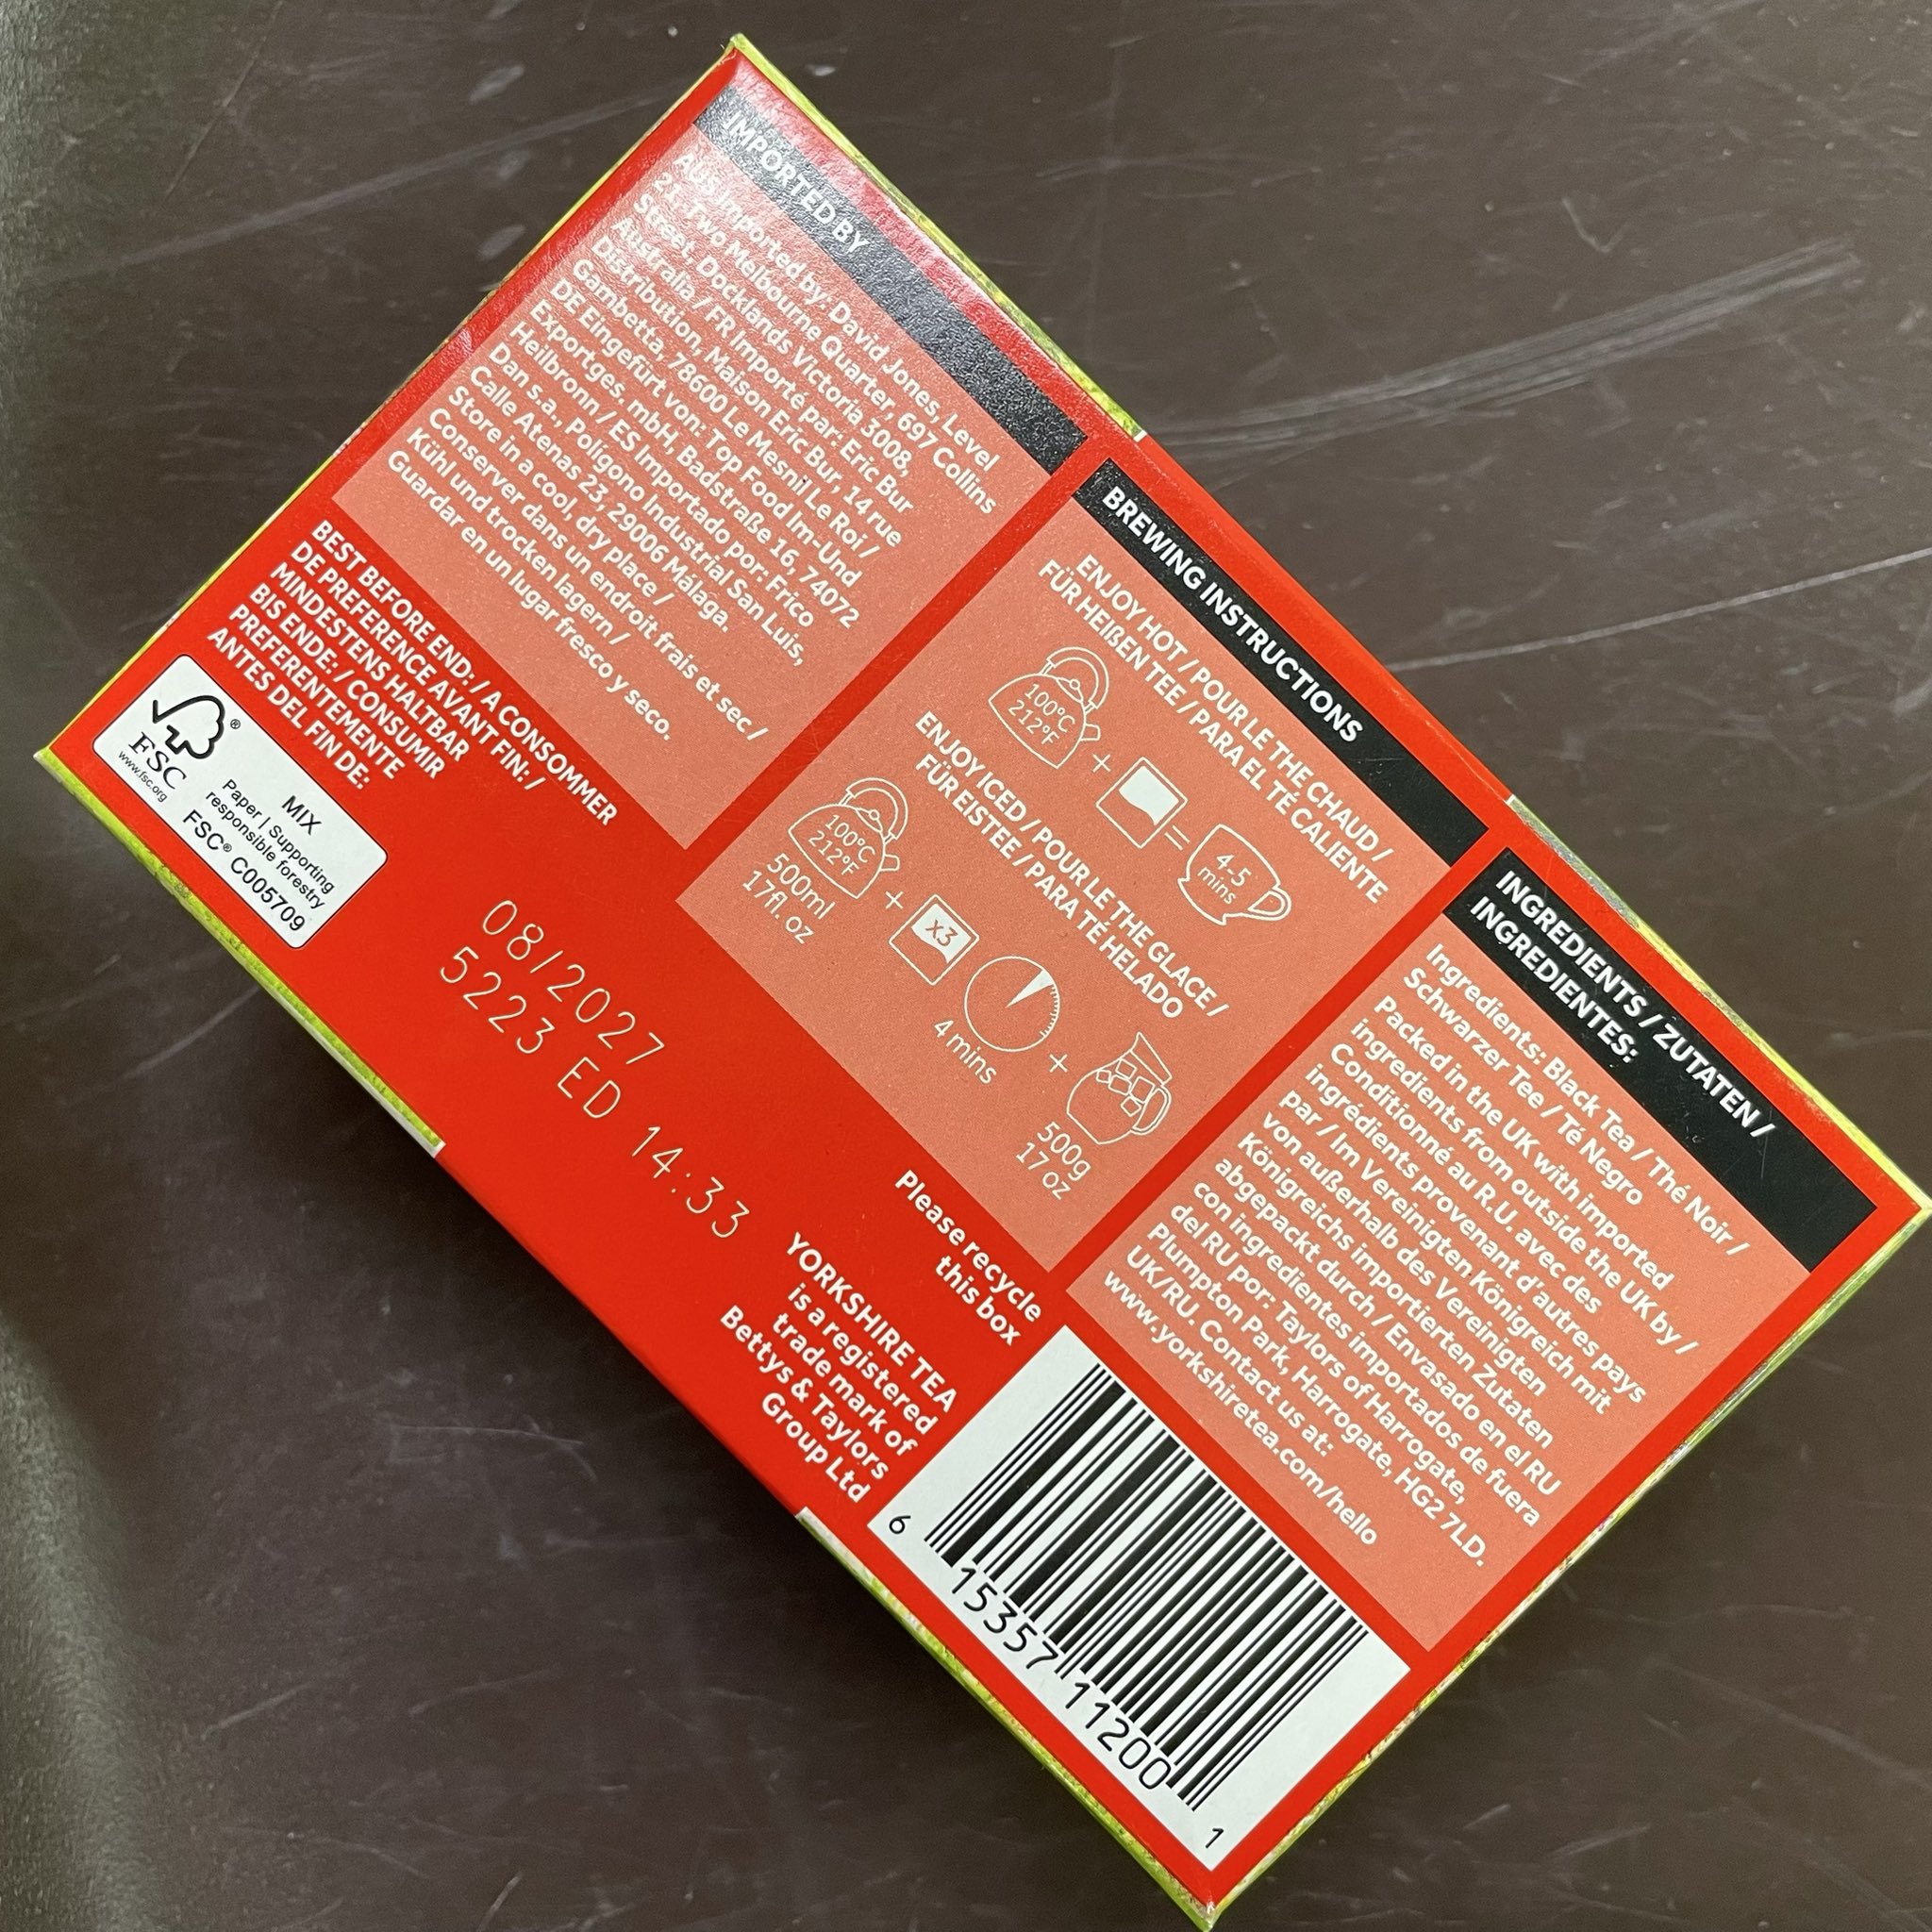 IMPORTED BY
AUS Imported by: David Jones, Level
21, Two Melbourne Quarter, 697 Collins
Street, Docklands Victoria 3008,
Australia / FR Importé par: Eric Bur
Distribution, Maison Eric Bur, 14 rue
Gambetta, 78600 Le Mesnil Le Roi /
DE Eingefürt von: Top Food Im-Und
Exportges. mbH, Badstraße 16, 74072
Heilbronn / ES Importado por: Frico
Dan s.a., Polígono Industrial San Luis,
Calle Atenas 23, 29006 Málaga.
Store in a cool, dry place /
Conserver dans un endroit frais et sec /
Kühl und trocken lagern /
Guardar en un lugar fresco y seco.
BREWING INSTRUCTIONS
ENJOY HOT / POUR LE THE CHAUD /
FÜR HEIßEN TEE / PARA EL TÉ CALIENTE
100°C
212°F
+
=
4-5
mins
ENJOY ICED / POUR LE THE GLACE /
FÜR EISTEE / PARA TÉ HELADO
100°C
212°F
500ml
17fl. oz
+
x3
4 mins
+
500g
17 oz
INGREDIENTS / ZUTATEN /
INGREDIENTES:
Ingredients: Black Tea / Thé Noir /
Schwarzer Tee / Té Negro
Packed in the UK with imported
ingredients from outside the UK by /
Conditionné au R.U. avec des
ingrédients provenant d'autres pays
par / Im Vereinigten Königreich mit
von außerhalb des Vereinigten
Königreichs importierten Zutaten
abgepackt durch / Envasado en el RU
con ingredientes importados de fuera
del RU por: Taylors of Harrogate,
Plumpton Park, Harrogate, HG2 7LD.
UK/RU. Contact us at:
www.yorkshiretea.com/hello
BEST BEFORE END: / A CONSOMMER
DE PREFERENCE AVANT FIN: /
MINDESTENS HALTBAR
BIS ENDE: / CONSUMIR
PREFERENTEMENTE
ANTES DEL FIN DE:
FSC
www.fsc.org
MIX
Paper | Supporting
responsible forestry
FSC® C005709
08/2027
5223 ED 14:33
Please recycle
this box
YORKSHIRE TEA
is a registered
trade mark of
Bettys & Taylors
Group Ltd
6 15357 11200 1